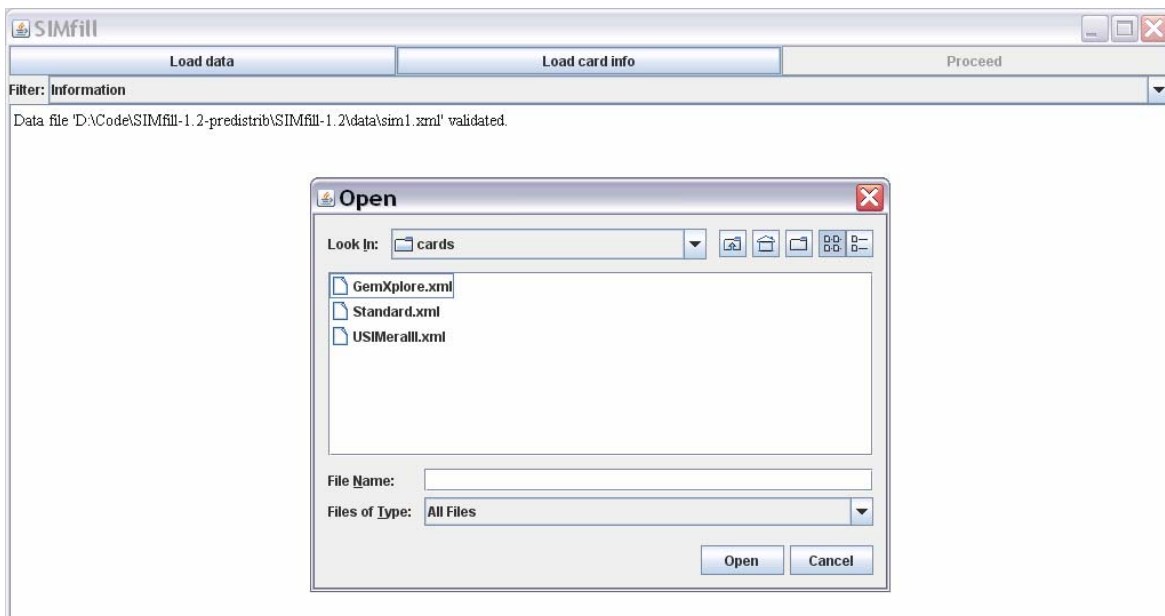 SIMfill
Load data Load card info Proceed
Filter: Information
Data file 'D:\Code\SIMfill-1.2-predistrib\SIMfill-1.2\data\sim1.xml' validated.
Open
Look In: cards
GemXplore.xml
Standard.xml
USIMeraIII.xml
File Name:
Files of Type: All Files
Open Cancel